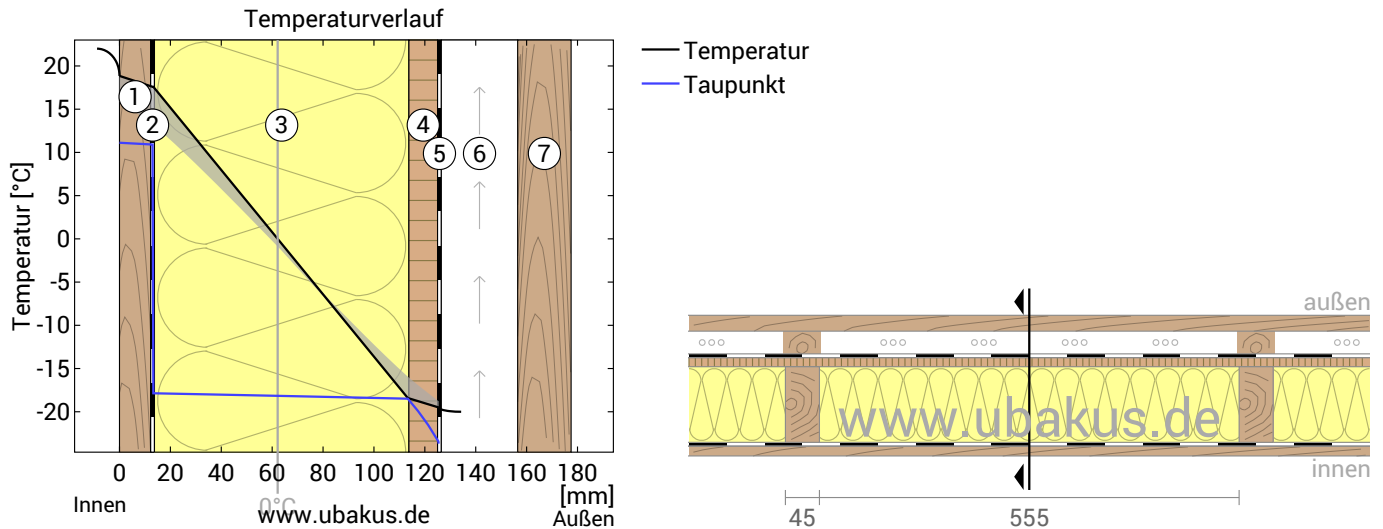 Temperaturverlauf
Temperatur
Taupunkt
Temperatur [°C]
20
15
10
5
0
-5
-10
-15
-20
1
2
3
4
5
6
7
0 20 40 60 80 100 120 140 160 180
[mm]
Innen
0°C
www.ubakus.de
Außen
außen
www.ubakus.de
innen
45
555